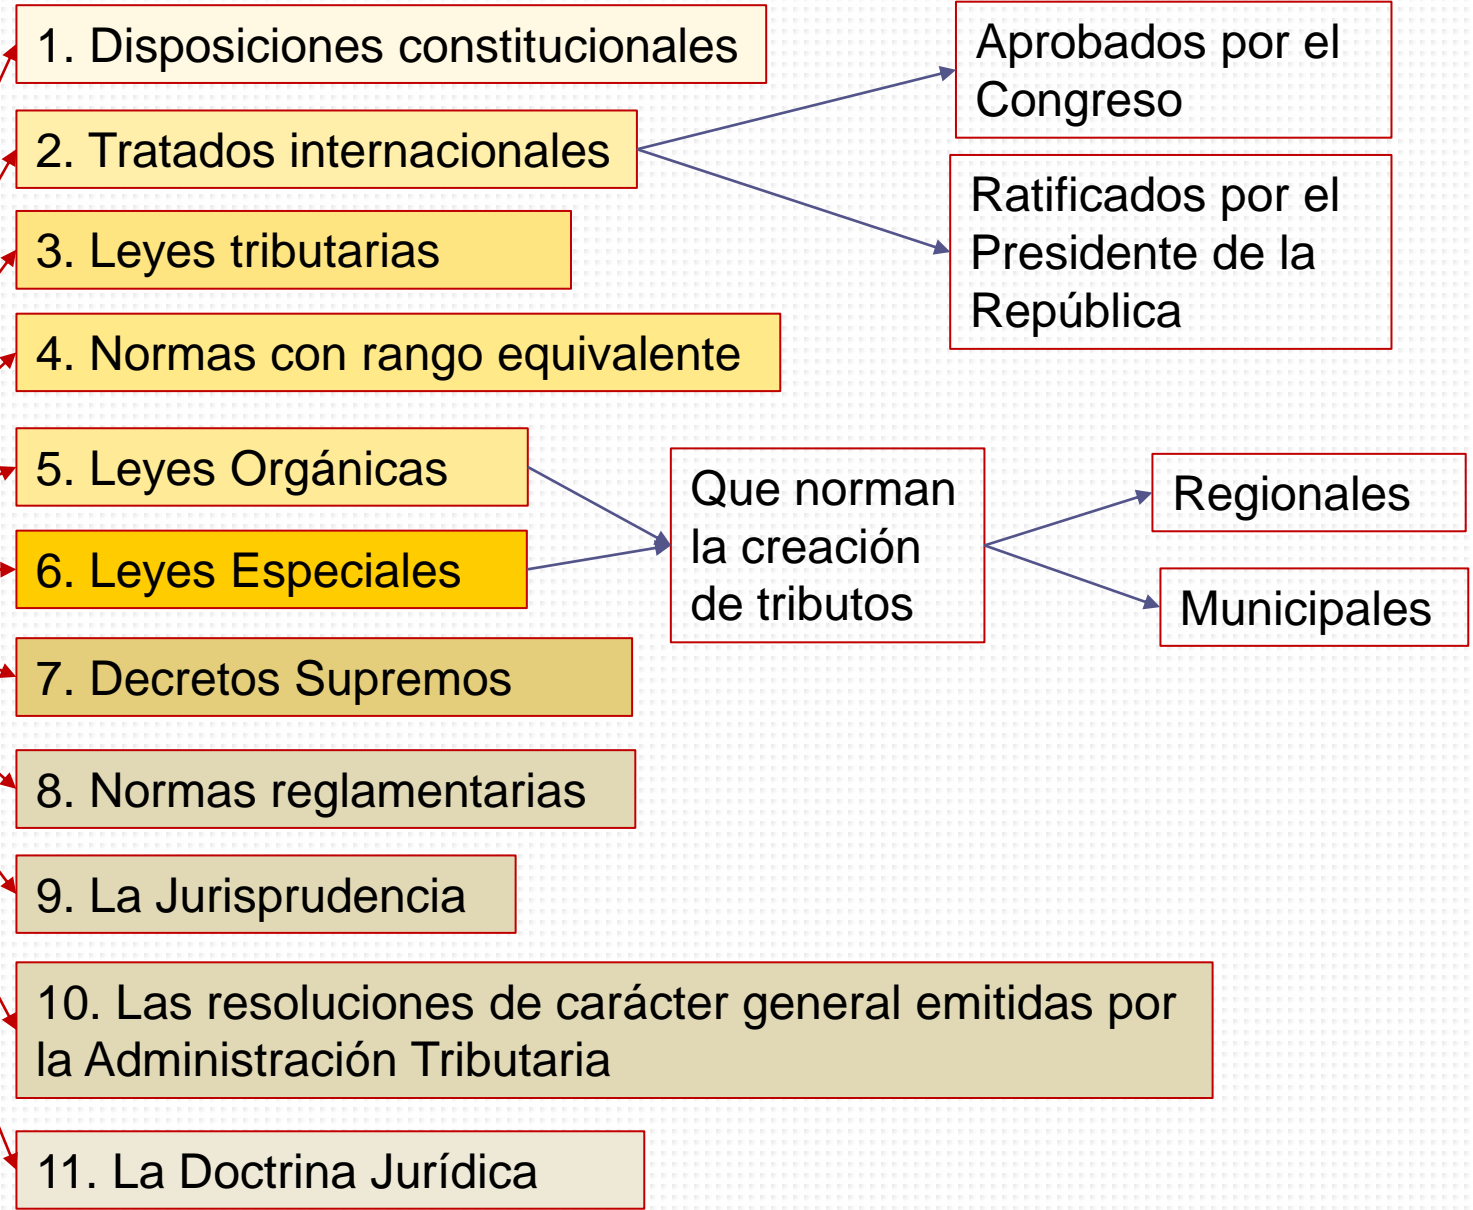 1. Disposiciones constitucionales
Aprobados por el
Congreso
2. Tratados internacionales
Ratificados por el
Presidente de la
República
3. Leyes tributarias
4. Normas con rango equivalente
5. Leyes Orgánicas
Que norman
la creación
de tributos
Regionales
6. Leyes Especiales
Municipales
7. Decretos Supremos
8. Normas reglamentarias
9. La Jurisprudencia
10. Las resoluciones de carácter general emitidas por
la Administración Tributaria
11. La Doctrina Jurídica